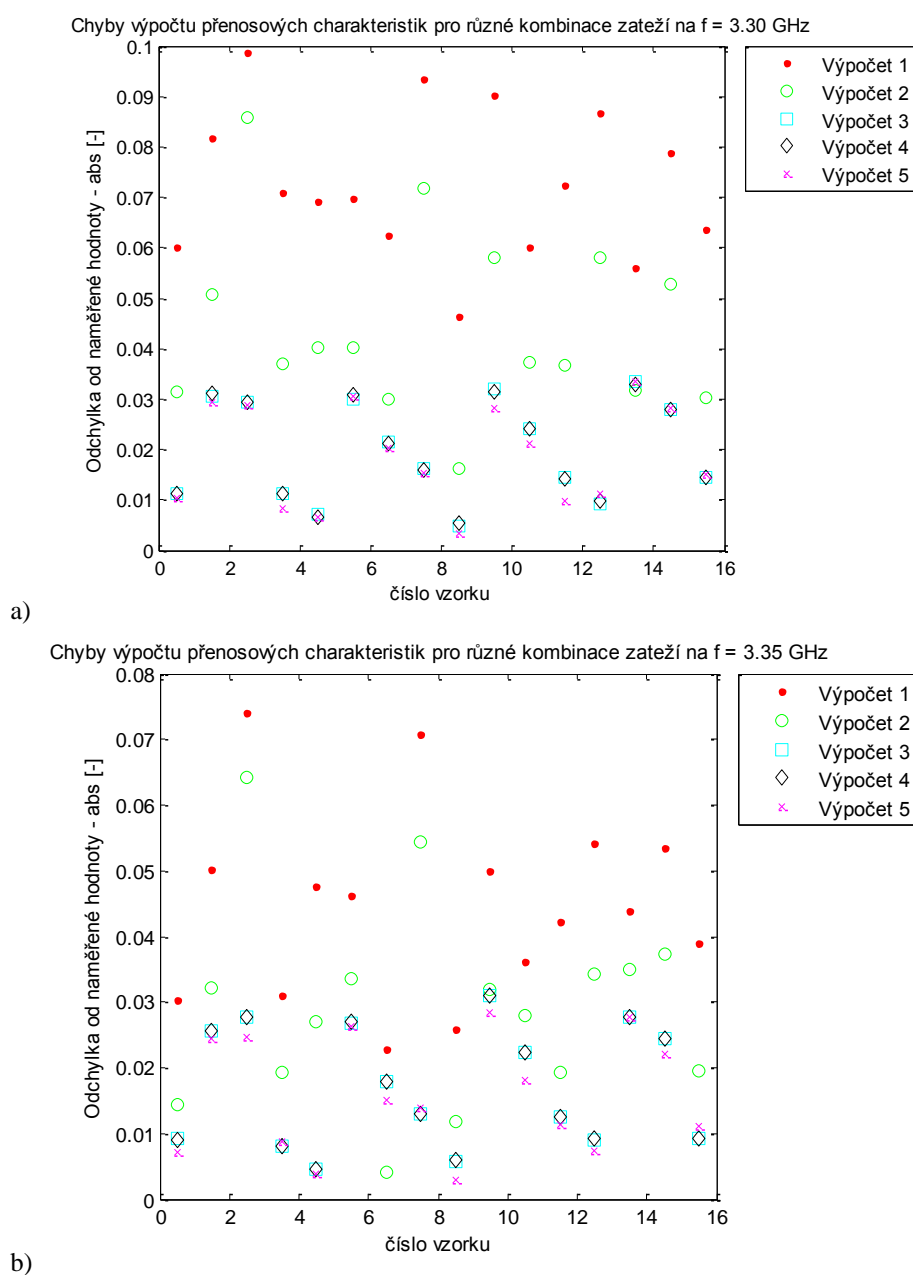 Chyby výpočtu přenosových charakteristik pro různé kombinace zateží na f = 3.30 GHz
0.1
0.09
0.08
0.07
0.06
0.05
0.04
0.03
0.02
0.01
0
Odchylka od naměřené hodnoty - abs [-]
0 2 4 6 8 10 12 14 16
číslo vzorku
Výpočet 1
Výpočet 2
Výpočet 3
Výpočet 4
Výpočet 5
a)
Chyby výpočtu přenosových charakteristik pro různé kombinace zateží na f = 3.35 GHz
0.08
0.07
0.06
0.05
0.04
0.03
0.02
0.01
0
Odchylka od naměřené hodnoty - abs [-]
0 2 4 6 8 10 12 14 16
číslo vzorku
Výpočet 1
Výpočet 2
Výpočet 3
Výpočet 4
Výpočet 5
b)